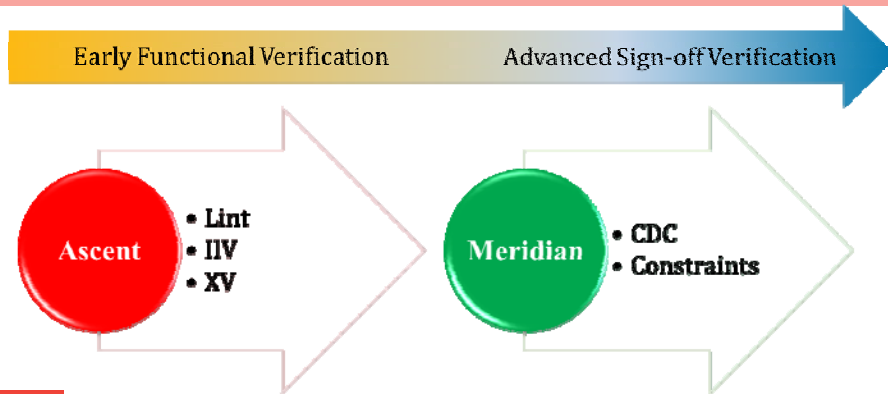 Early Functional Verification
Advanced Sign-off Verification
Ascent
• Lint
• IIV
• XV
Meridian
• CDC
• Constraints